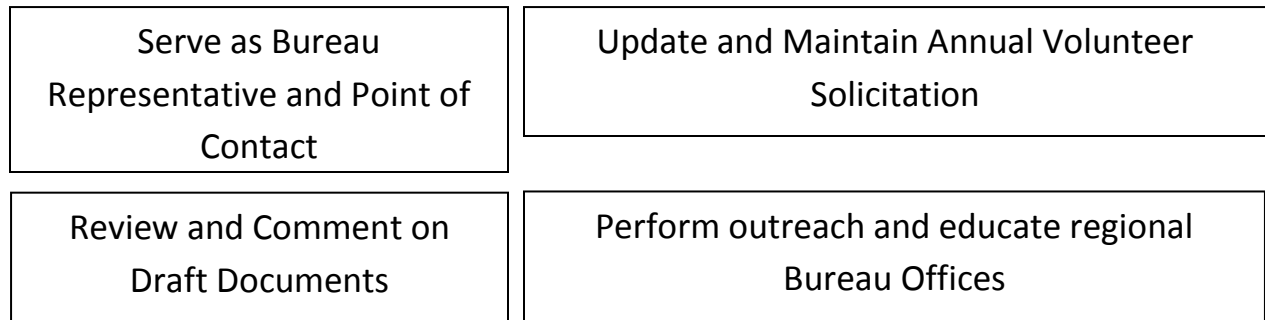 Serve as Bureau
Representative and Point of
Contact
Update and Maintain Annual Volunteer
Solicitation
Review and Comment on
Draft Documents
Perform outreach and educate regional
Bureau Offices